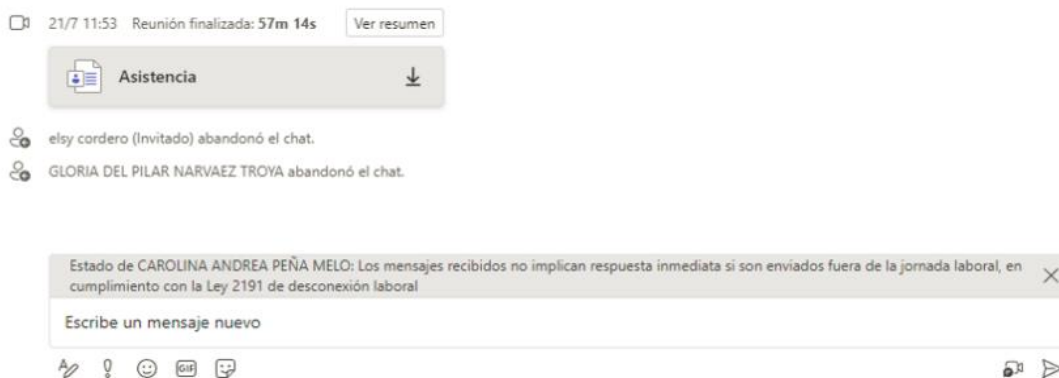 21/7 11:53 Reunión finalizada: 57m 14s Ver resumen
Asistencia
elsy cordero (Invitado) abandonó el chat.
GLORIA DEL PILAR NARVAEZ TROYA abandonó el chat.
Estado de CAROLINA ANDREA PEÑA MELO: Los mensajes recibidos no implican respuesta inmediata si son enviados fuera de la jornada laboral, en
cumplimiento con la Ley 2191 de desconexión laboral
Escribe un mensaje nuevo
GIF